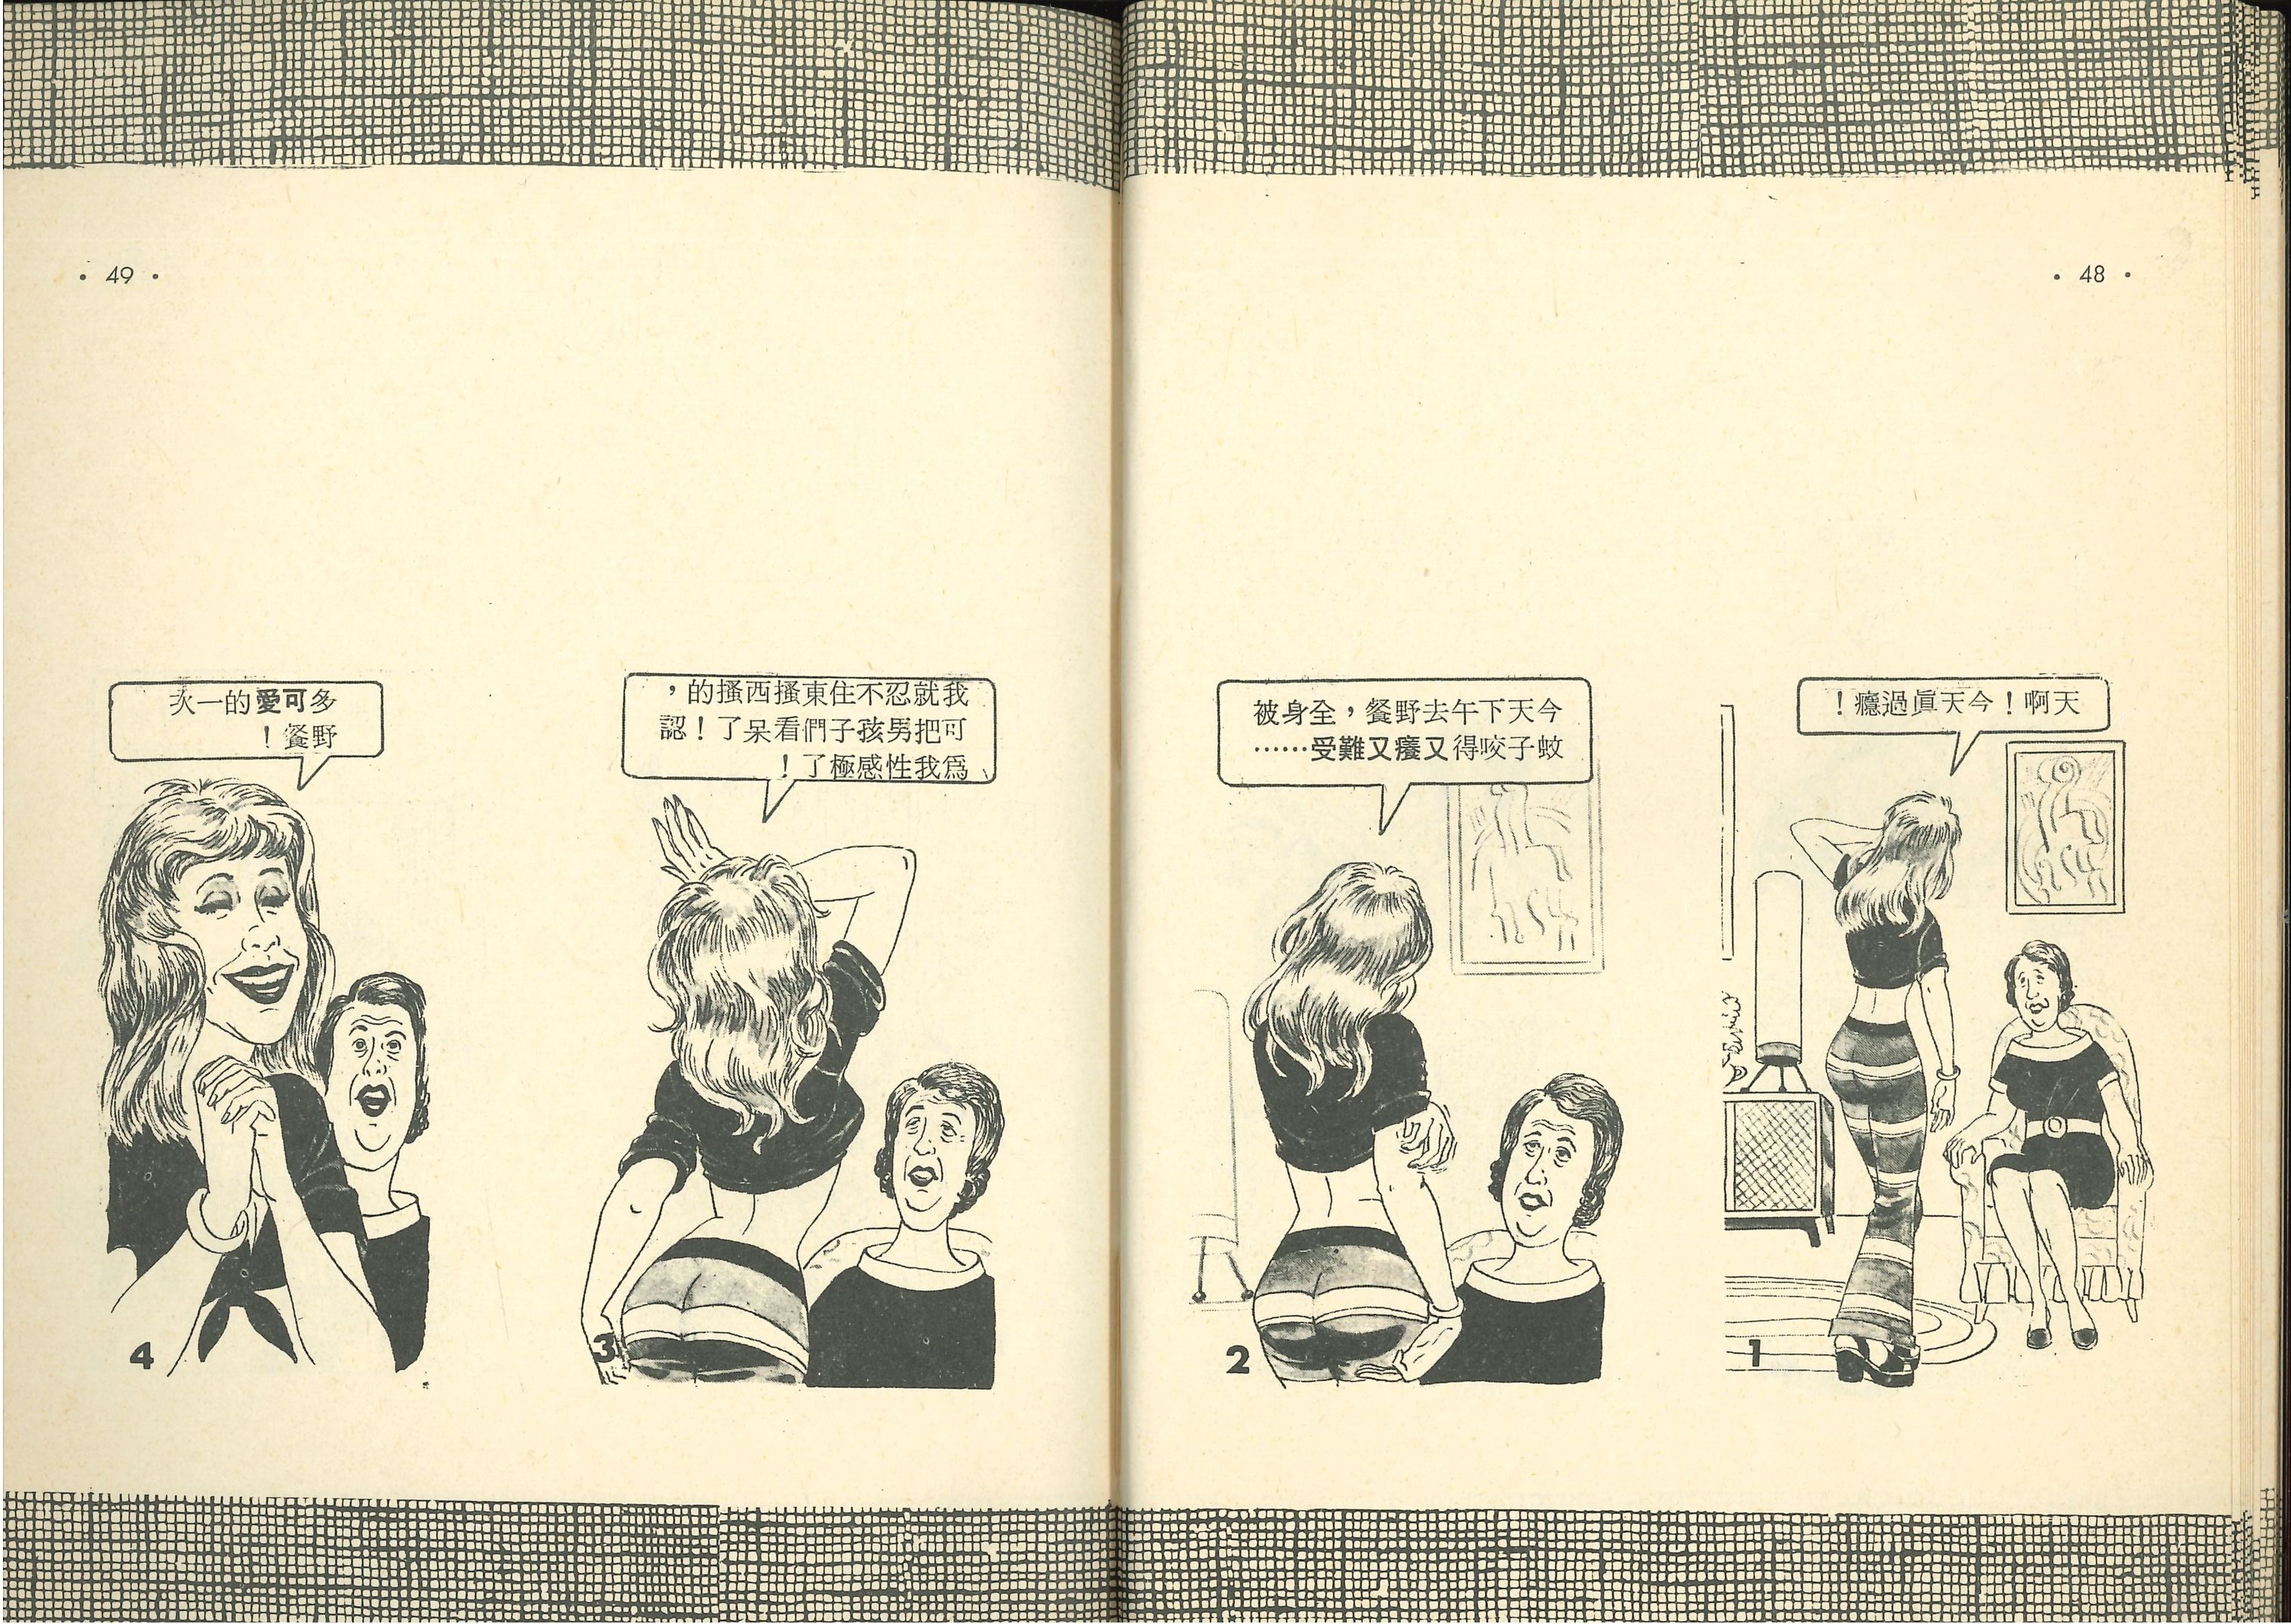 • 48 •
天啊！今天眞過癮！
1
今天下午去野餐，全身被
蚊子咬得又癢又難受……
2
• 49 •
我就忍不住東搔西搔的，
可把男孩子們看呆了！認
爲我性感極了！
3
多可愛的一次
野餐！
4